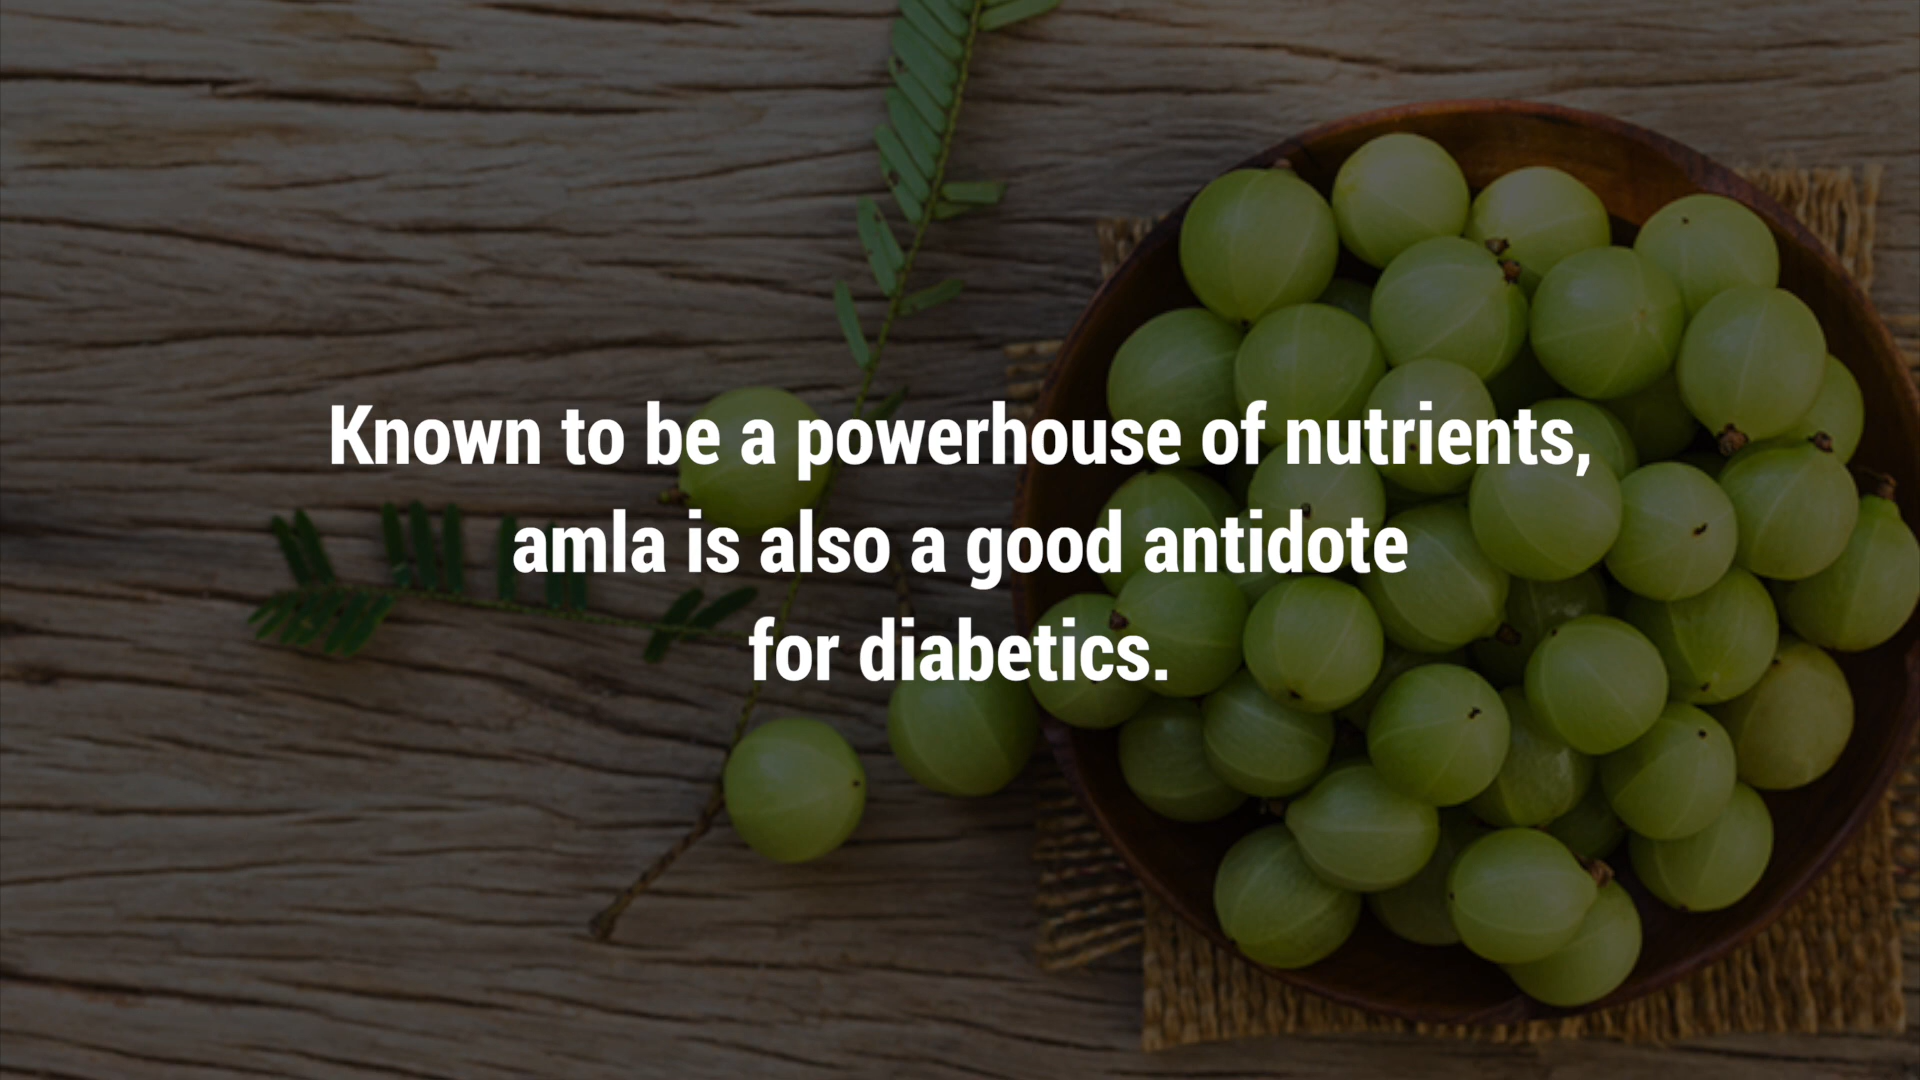 Known to be a powerhouse of nutrients,
amla is also a good antidote
for diabetics.